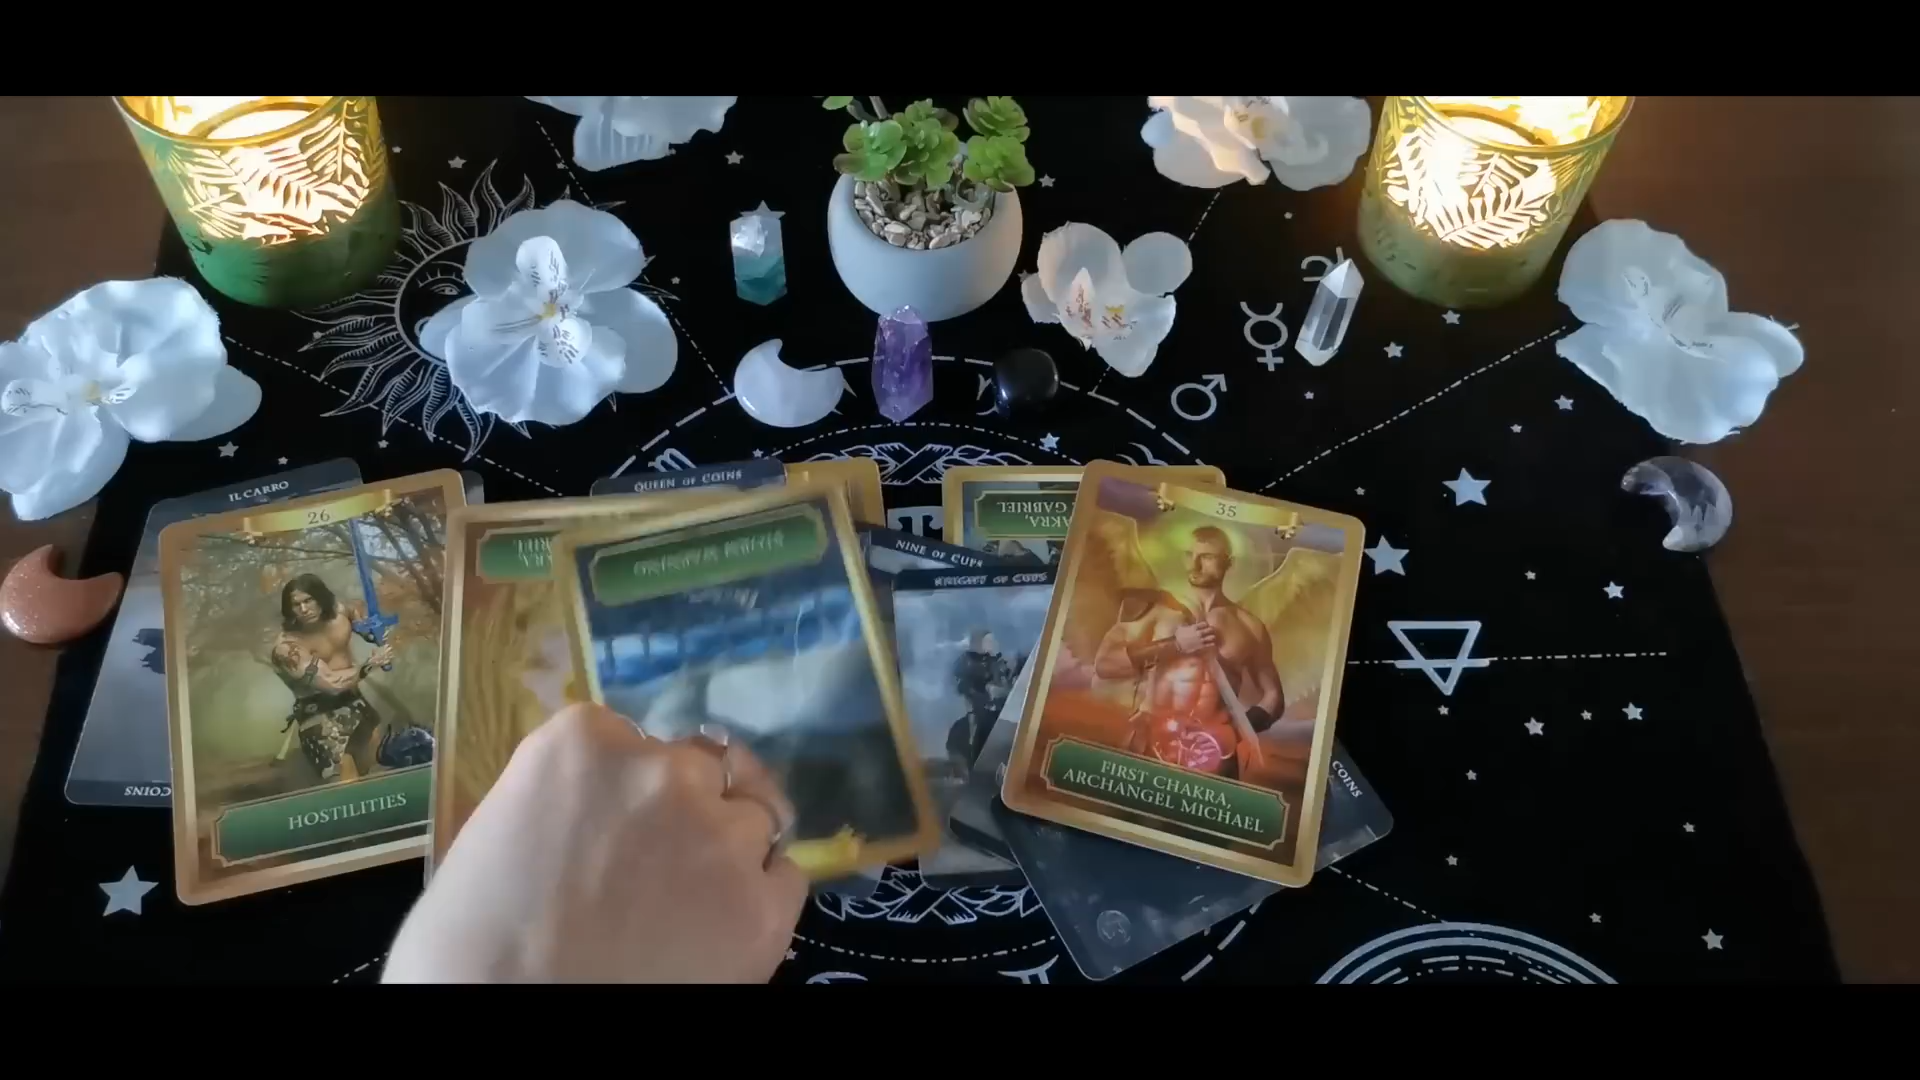 IL CARRO
QUEEN OF COINS
26
35
NINE OF CUPS
KNIGHT OF CUPS
GABRIEL
COINS
COINS
HOSTILITIES
FIRST CHAKRA,
ARCHANGEL MICHAEL